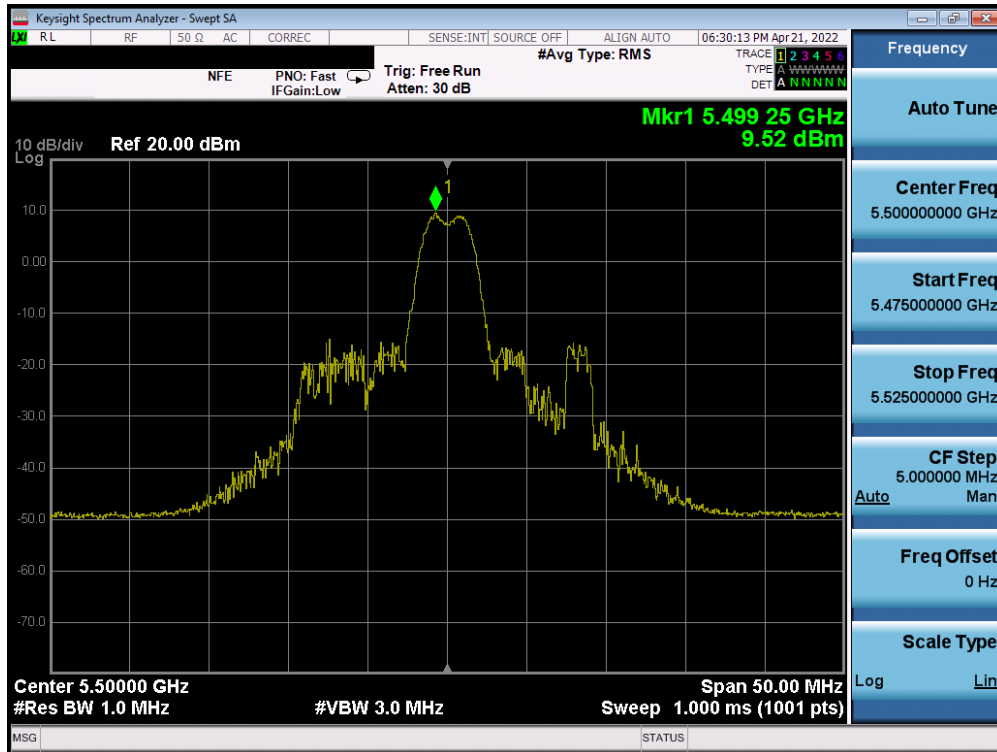 Keysight Spectrum Analyzer - Swept SA
LXI RL RF 50 Ω AC CORREC SENSE:INT SOURCE OFF ALIGN AUTO 06:30:13 PM Apr 21, 2022
NFE PNO: Fast Trig: Free Run #Avg Type: RMS TRACE 1 2 3 4 5 6
IFGain:Low Atten: 30 dB TYPE A WWWWW
DET A N N N N N
Mkr1 5.499 25 GHz
9.52 dBm
10 dB/div Ref 20.00 dBm
Log
1
10.0
0.00
-10.0
-20.0
-30.0
-40.0
-50.0
-60.0
-70.0
Center 5.50000 GHz Span 50.00 MHz
#Res BW 1.0 MHz #VBW 3.0 MHz Sweep 1.000 ms (1001 pts)
MSG STATUS
Frequency
Auto Tune
Center Freq
5.500000000 GHz
Start Freq
5.475000000 GHz
Stop Freq
5.525000000 GHz
CF Step
5.000000 MHz
Auto Man
Freq Offset
0 Hz
Scale Type
Log Lin